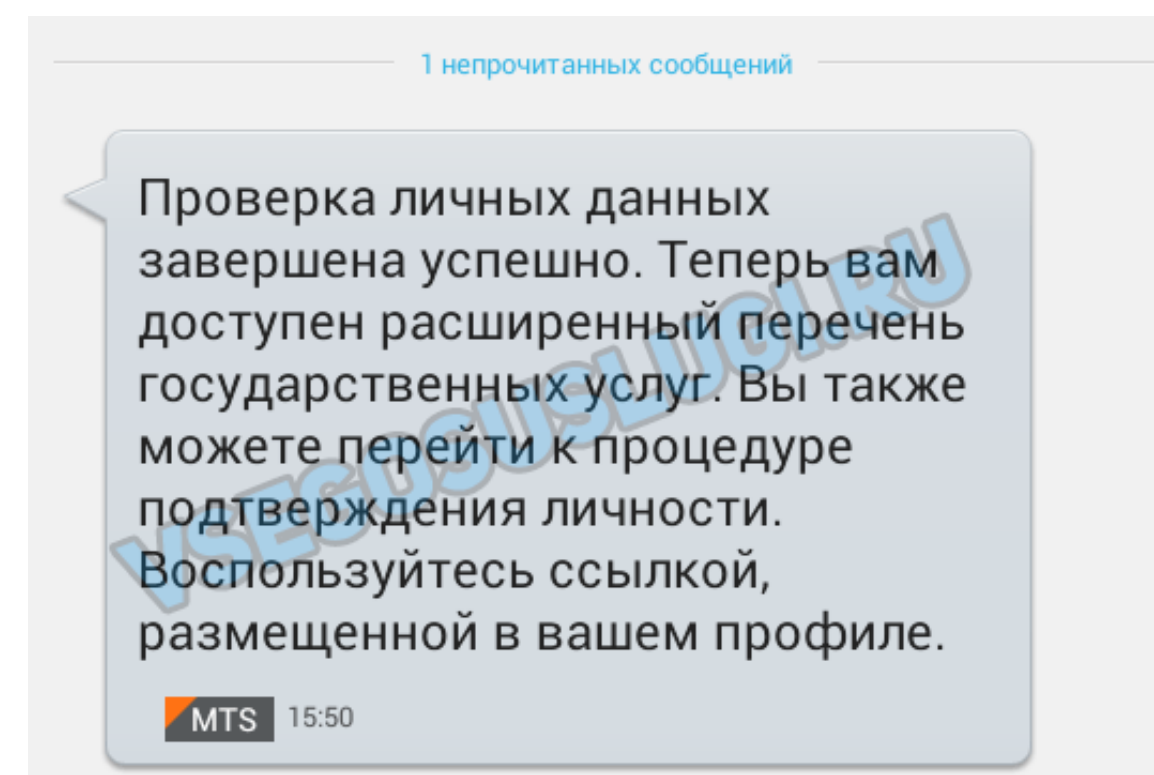 1 непрочитанных сообщений
Проверка личных данных
завершена успешно. Теперь вам
доступен расширенный перечень
государственных услуг. Вы также
можете перейти к процедуре
подтверждения личности.
Воспользуйтесь ссылкой,
размещенной в вашем профиле.
VSEGOSUSLUGI.RU
MTS 15:50